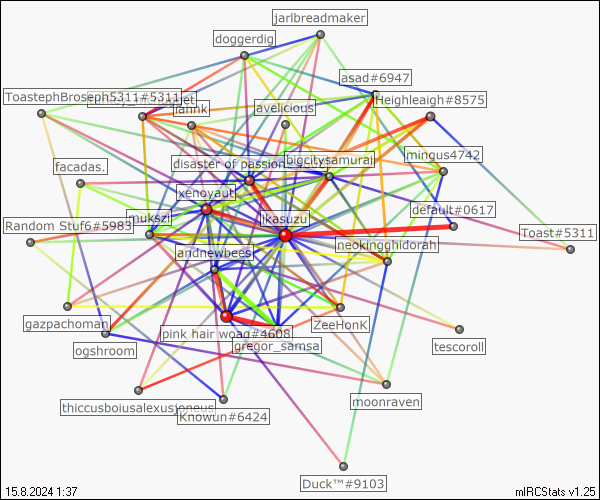 jarlbreadmaker
doggerdig
asad#6947
ToastephBroseph5311#5311
Heighleaigh#8575
avelicious
mingus4742
disaster of passion
bigcitysamurai
facadas.
xenoyaut
default#0617
mukszi
ikasuzu
Random Stuf6#5983
Toast#5311
neokingghidorah
andnewbees
gazpachoman
ZeeHonK
pink hair woag#4608
gregor_samsa
tescoroll
ogshroom
moonraven
thiccusboiusalexusjoneus
Knowun#6424
Duck™#9103
15.8.2024 1:37
mIRCStats v1.25